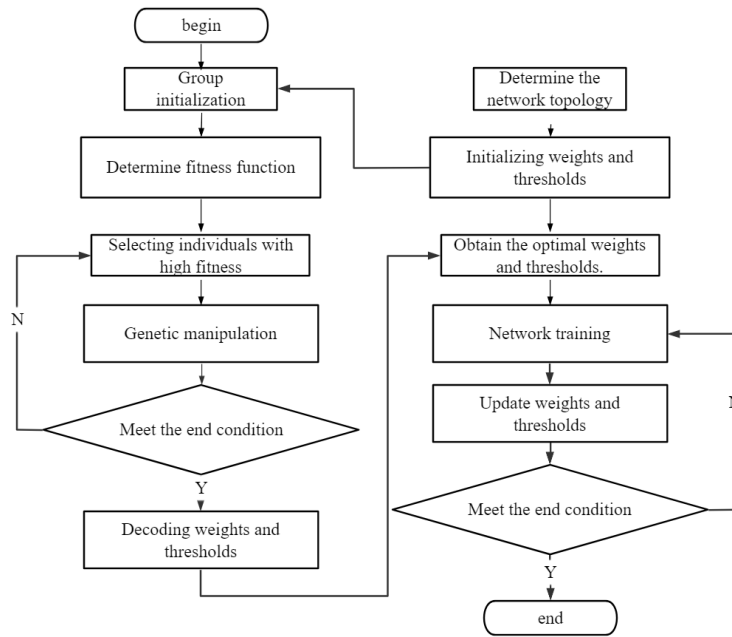 begin
Group
initialization
Determine fitness function
Selecting individuals with
high fitness
N
Genetic manipulation
Meet the end condition
Y
Decoding weights and
thresholds
Determine the
network topology
Initializing weights and
thresholds
Obtain the optimal weights
and thresholds.
Network training
Update weights and
thresholds
Meet the end condition
Y
end